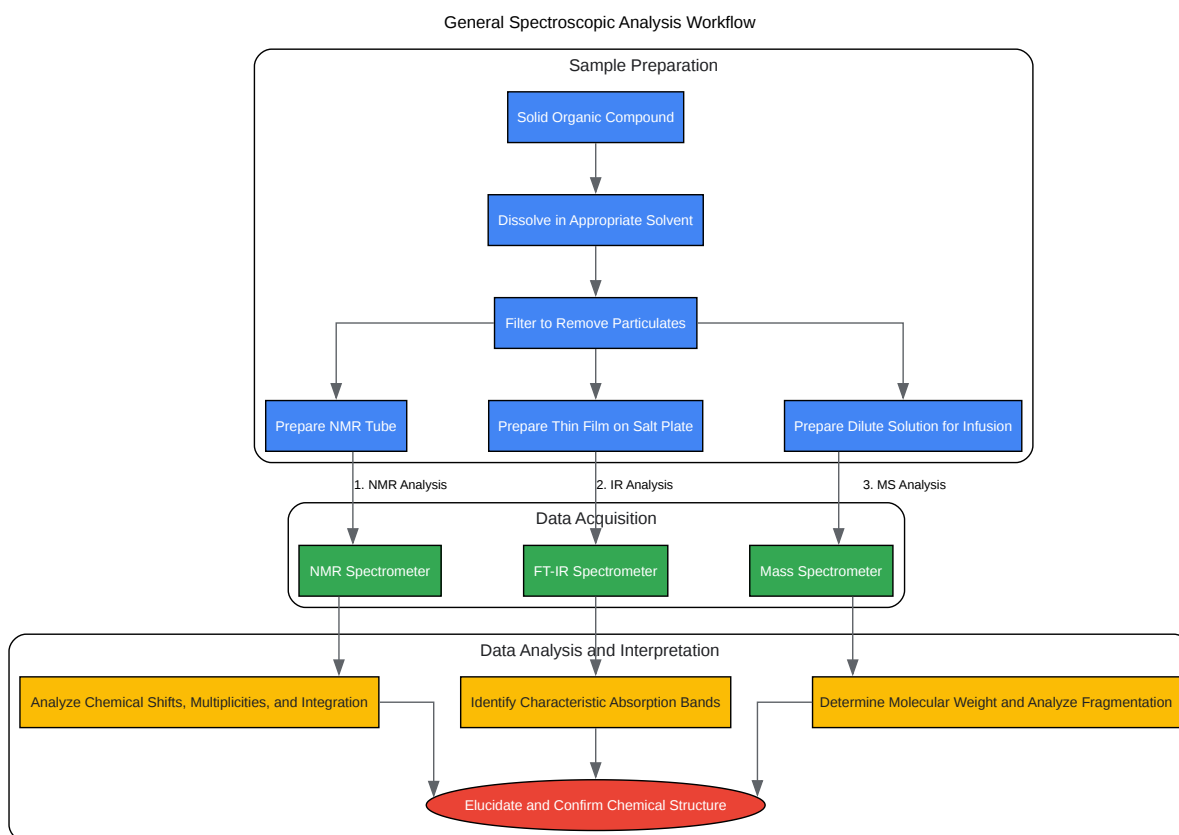 General Spectroscopic Analysis Workflow
Sample Preparation
Solid Organic Compound
Dissolve in Appropriate Solvent
Filter to Remove Particulates
Prepare NMR Tube
Prepare Thin Film on Salt Plate
Prepare Dilute Solution for Infusion
1. NMR Analysis
2. IR Analysis
3. MS Analysis
Data Acquisition
NMR Spectrometer
FT-IR Spectrometer
Mass Spectrometer
Data Analysis and Interpretation
Analyze Chemical Shifts, Multiplicities, and Integration
Identify Characteristic Absorption Bands
Determine Molecular Weight and Analyze Fragmentation
Elucidate and Confirm Chemical Structure